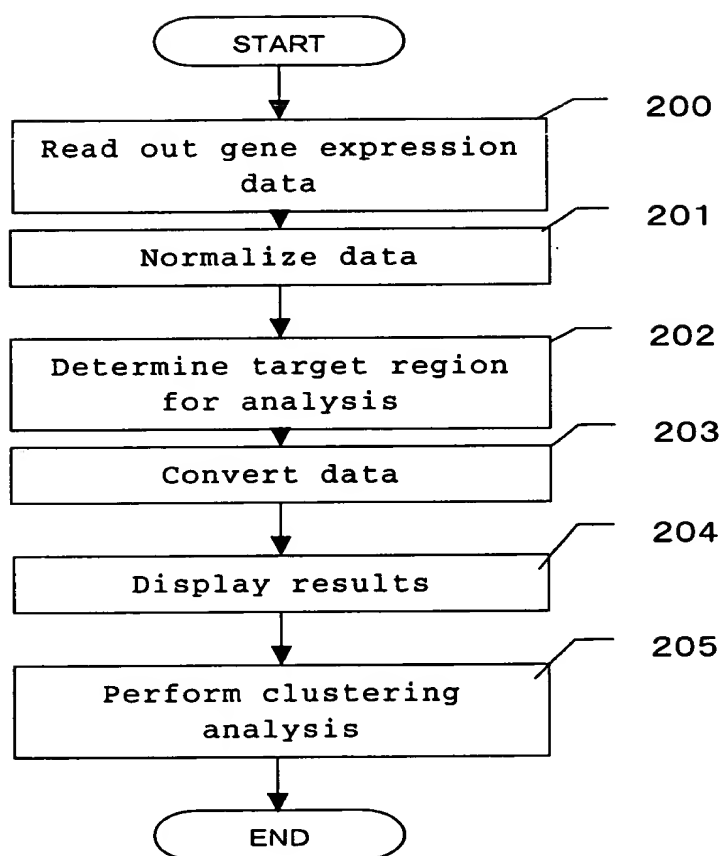 START
200
Read out gene expression
data
201
Normalize data
202
Determine target region
for analysis
203
Convert data
204
Display results
205
Perform clustering
analysis
END